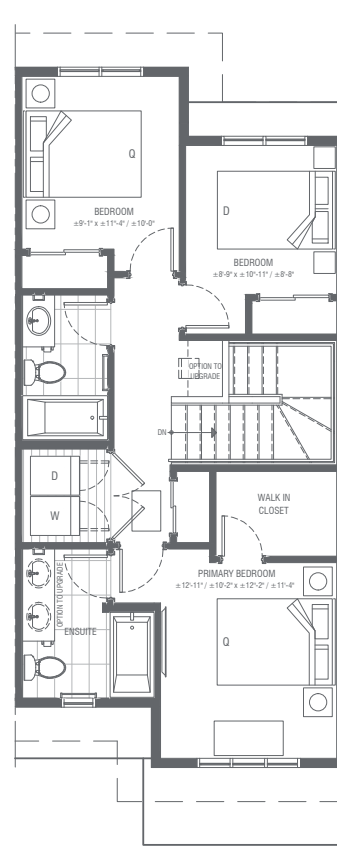 Q
BEDROOM
±9'-1" x ±11'-4" / ±10'-0"
D
BEDROOM
±8'-9" x ±10'-11" / ±8'-8"
OPTION TO
UPGRADE
DN
D
W
WALK IN
CLOSET
PRIMARY BEDROOM
±12'-11" / ±10'-2" x ±12'-2" / ±11'-4"
OPTION TO UPGRADE
ENSUITE
Q